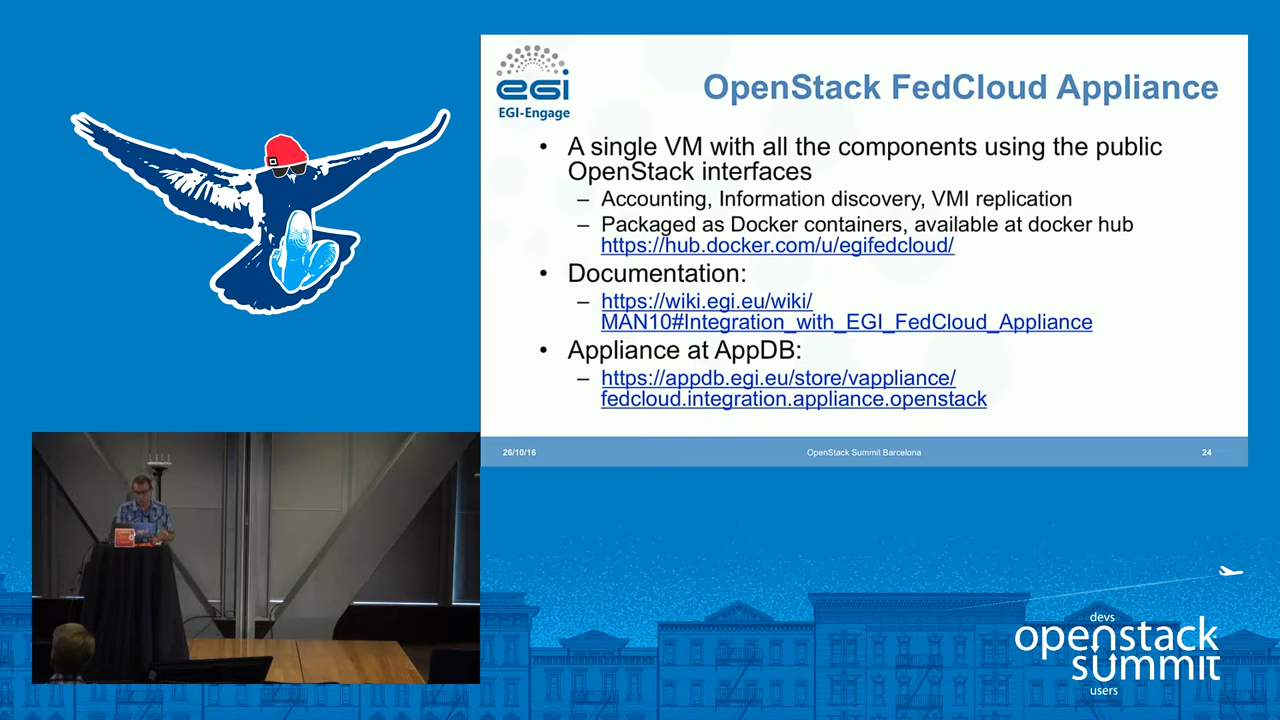 egi
EGI-Engage
OpenStack FedCloud Appliance
• A single VM with all the components using the public
OpenStack interfaces
– Accounting, Information discovery, VMI replication
– Packaged as Docker containers, available at docker hub
https://hub.docker.com/u/egifedcloud/
• Documentation:
– https://wiki.egi.eu/wiki/
MAN10#Integration_with_EGI_FedCloud_Appliance
• Appliance at AppDB:
– https://appdb.egi.eu/store/vappliance/
fedcloud.integration.appliance.openstack
26/10/16
OpenStack Summit Barcelona
24
devs
openstack
summit
users